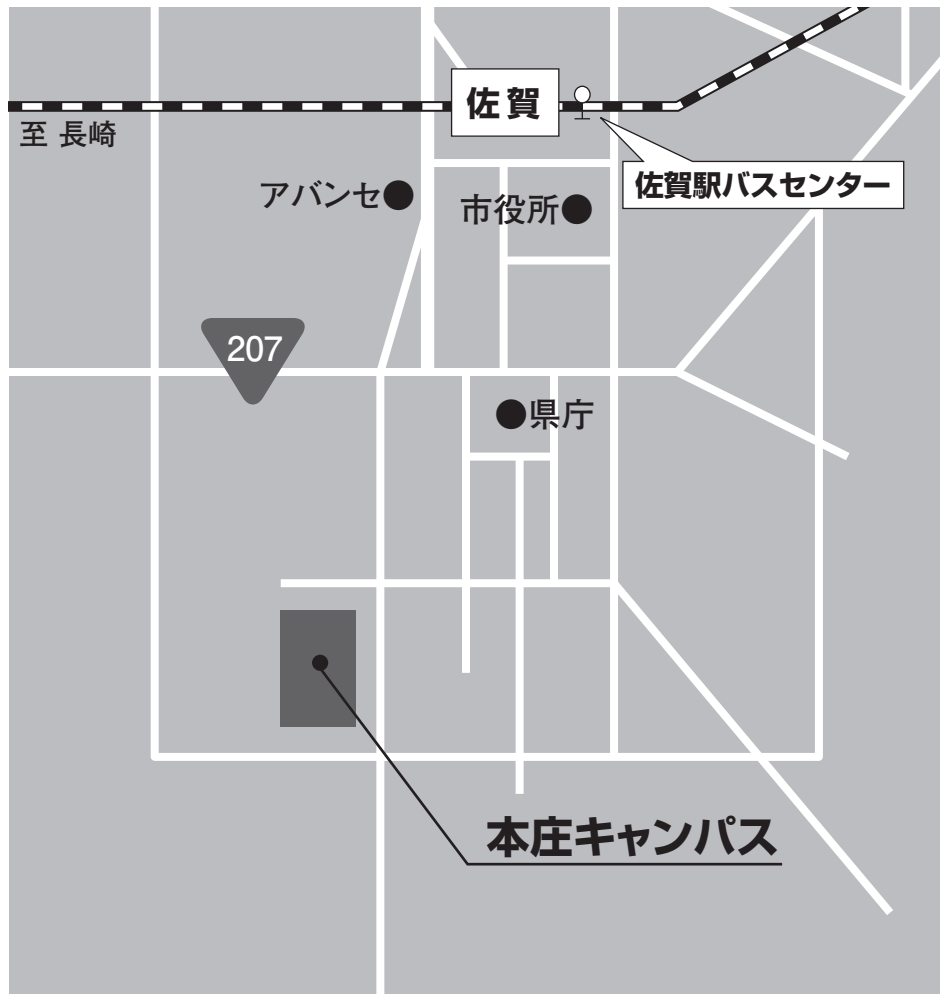 佐賀
至 長崎
佐賀駅バスセンター
アバンセ
市役所
207
県庁
本庄キャンパス